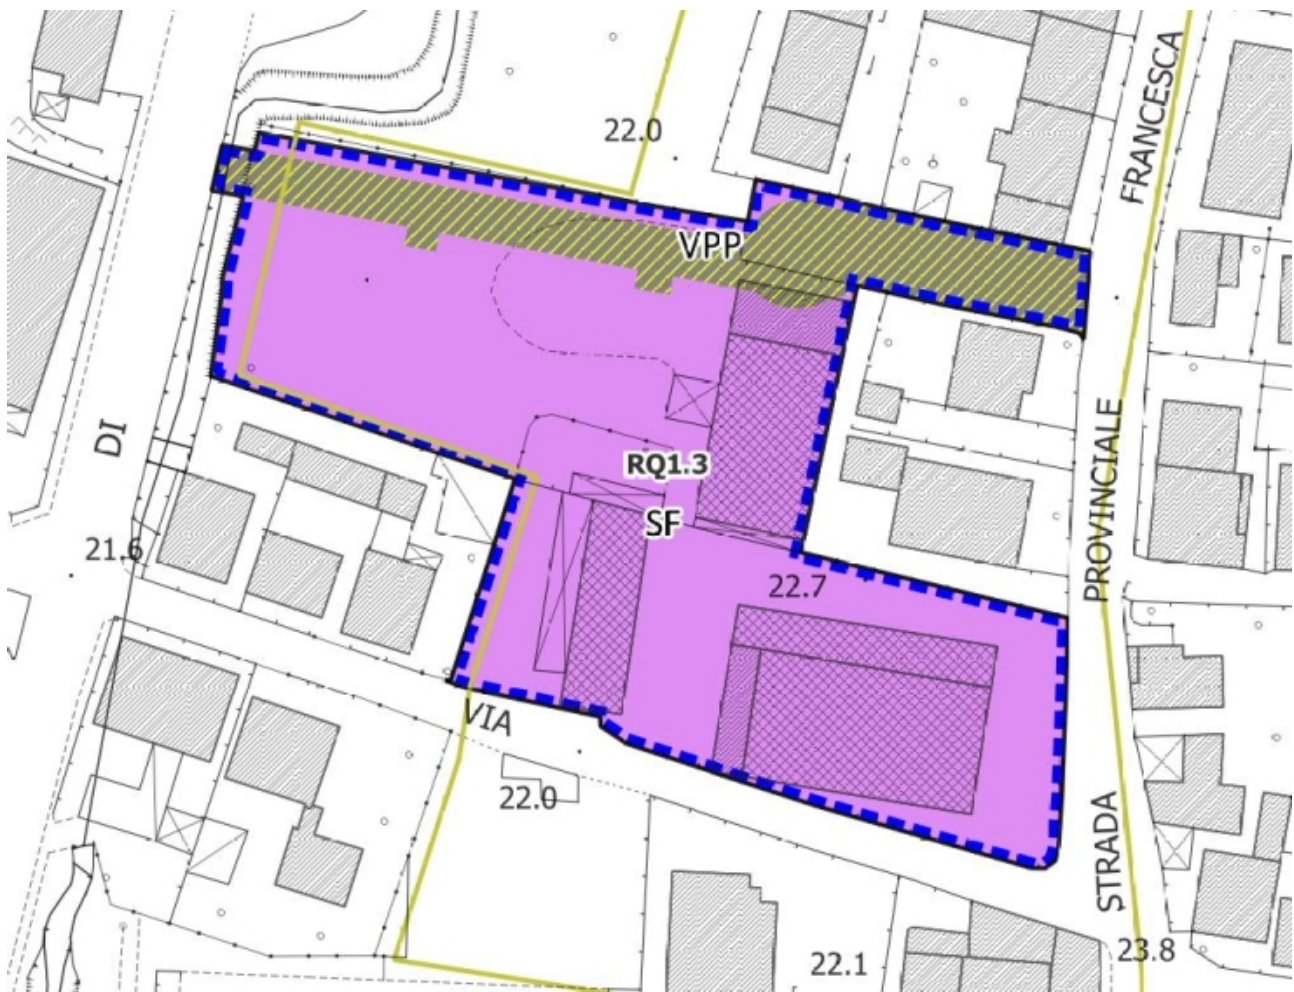 22.0
FRANCESCA
VPP
DI
RQ1.3
SF
21.6
22.7
PROVINCIALE
VIA
22.0
STRADA
22.1
23.8